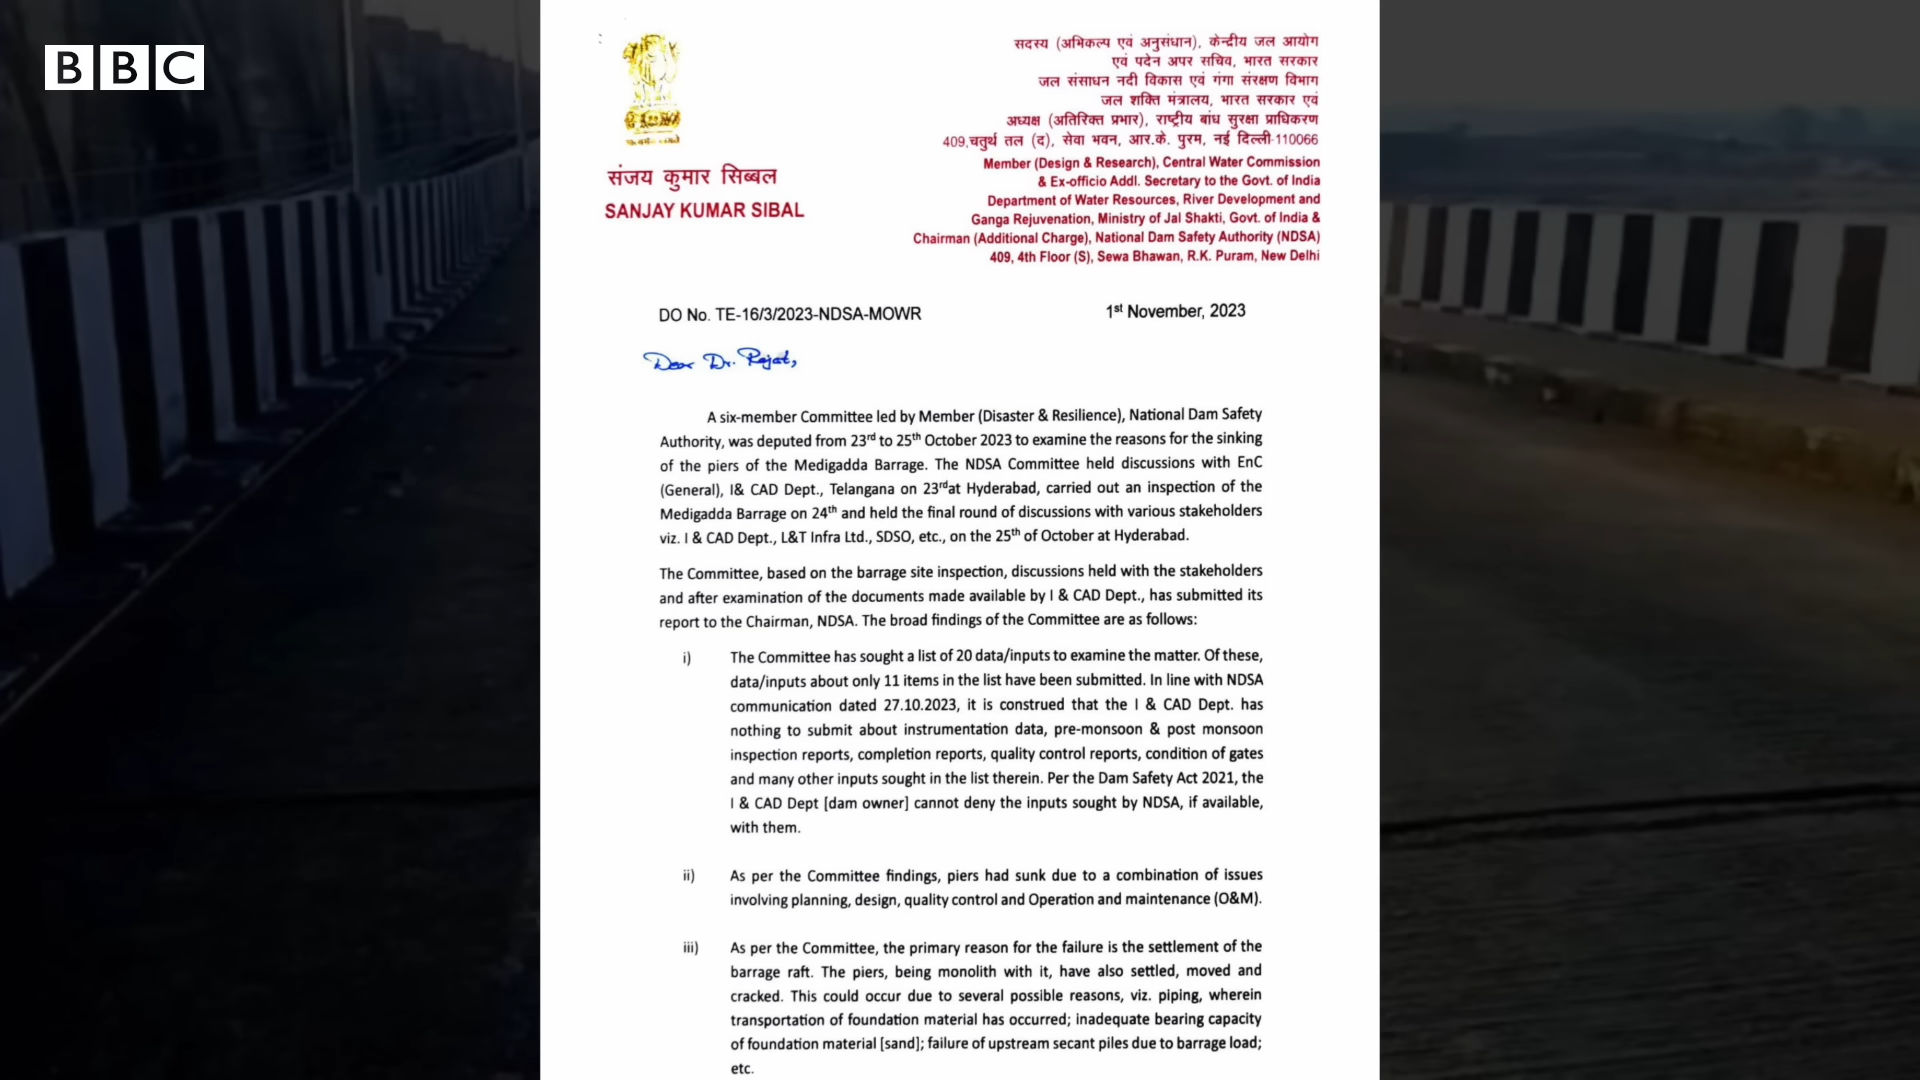 BBC
सदस्य (अभिकल्प एवं अनुसंधान), केन्द्रीय जल आयोग
एवं पदेन अपर सचिव, भारत सरकार
जल संसाधन नदी विकास एवं गंगा संरक्षण विभाग
जल शक्ति मंत्रालय, भारत सरकार एवं
अध्यक्ष (अतिरिक्त प्रभार), राष्ट्रीय बांध सुरक्षा प्राधिकरण
409,चतुर्थ तल (द), सेवा भवन, आर.के. पुरम, नई दिल्ली-110066
Member (Design & Research), Central Water Commission
& Ex-officio Addl. Secretary to the Govt. of India
Department of Water Resources, River Development and
Ganga Rejuvenation, Ministry of Jal Shakti, Govt. of India &
Chairman (Additional Charge), National Dam Safety Authority (NDSA)
409, 4th Floor (S), Sewa Bhawan, R.K. Puram, New Delhi
संजय कुमार सिब्बल
SANJAY KUMAR SIBAL
DO No. TE-16/3/2023-NDSA-MOWR
1st November, 2023
Dear Dr. Rajat,
A six-member Committee led by Member (Disaster & Resilience), National Dam Safety
Authority, was deputed from 23rd to 25th October 2023 to examine the reasons for the sinking
of the piers of the Medigadda Barrage. The NDSA Committee held discussions with EnC
(General), I& CAD Dept., Telangana on 23rdat Hyderabad, carried out an inspection of the
Medigadda Barrage on 24th and held the final round of discussions with various stakeholders
viz. I & CAD Dept., L&T Infra Ltd., SDSO, etc., on the 25th of October at Hyderabad.
The Committee, based on the barrage site inspection, discussions held with the stakeholders
and after examination of the documents made available by I & CAD Dept., has submitted its
report to the Chairman, NDSA. The broad findings of the Committee are as follows:
i) The Committee has sought a list of 20 data/inputs to examine the matter. Of these,
data/inputs about only 11 items in the list have been submitted. In line with NDSA
communication dated 27.10.2023, it is construed that the I & CAD Dept. has
nothing to submit about instrumentation data, pre-monsoon & post monsoon
inspection reports, completion reports, quality control reports, condition of gates
and many other inputs sought in the list therein. Per the Dam Safety Act 2021, the
I & CAD Dept [dam owner] cannot deny the inputs sought by NDSA, if available,
with them.
ii) As per the Committee findings, piers had sunk due to a combination of issues
involving planning, design, quality control and Operation and maintenance (O&M).
iii) As per the Committee, the primary reason for the failure is the settlement of the
barrage raft. The piers, being monolith with it, have also settled, moved and
cracked. This could occur due to several possible reasons, viz. piping, wherein
transportation of foundation material has occurred; inadequate bearing capacity
of foundation material [sand]; failure of upstream secant piles due to barrage load;
etc.